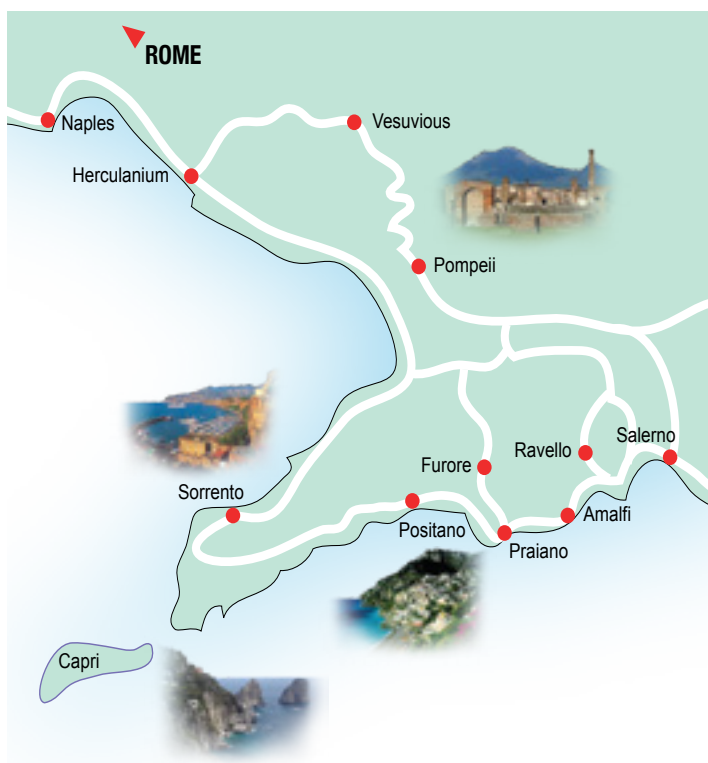 ROME
Naples
Vesuvious
Herculanium
Pompeii
Salerno
Ravello
Furore
Sorrento
Amalfi
Positano
Praiano
Capri